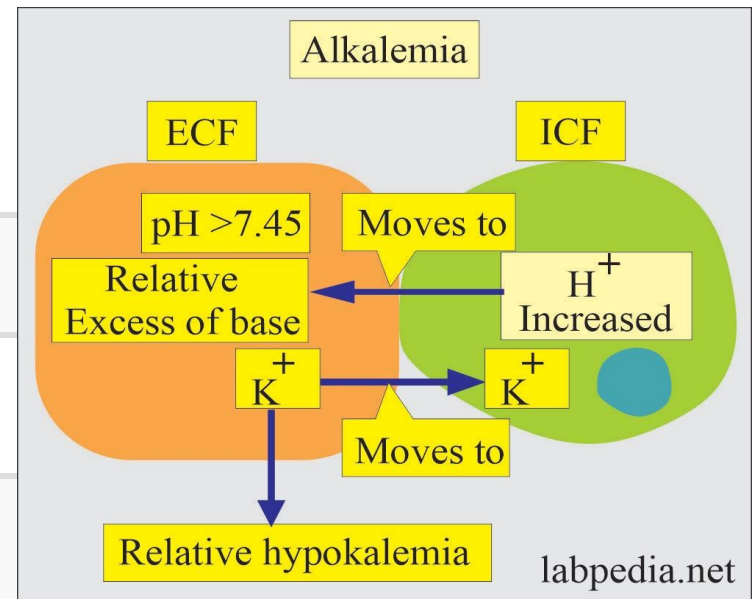 Alkalemia
ECF
ICF
pH >7.45
Moves to
Relative
Excess of base
H+
Increased
K+
K+
Moves to
Relative hypokalemia
labpedia.net